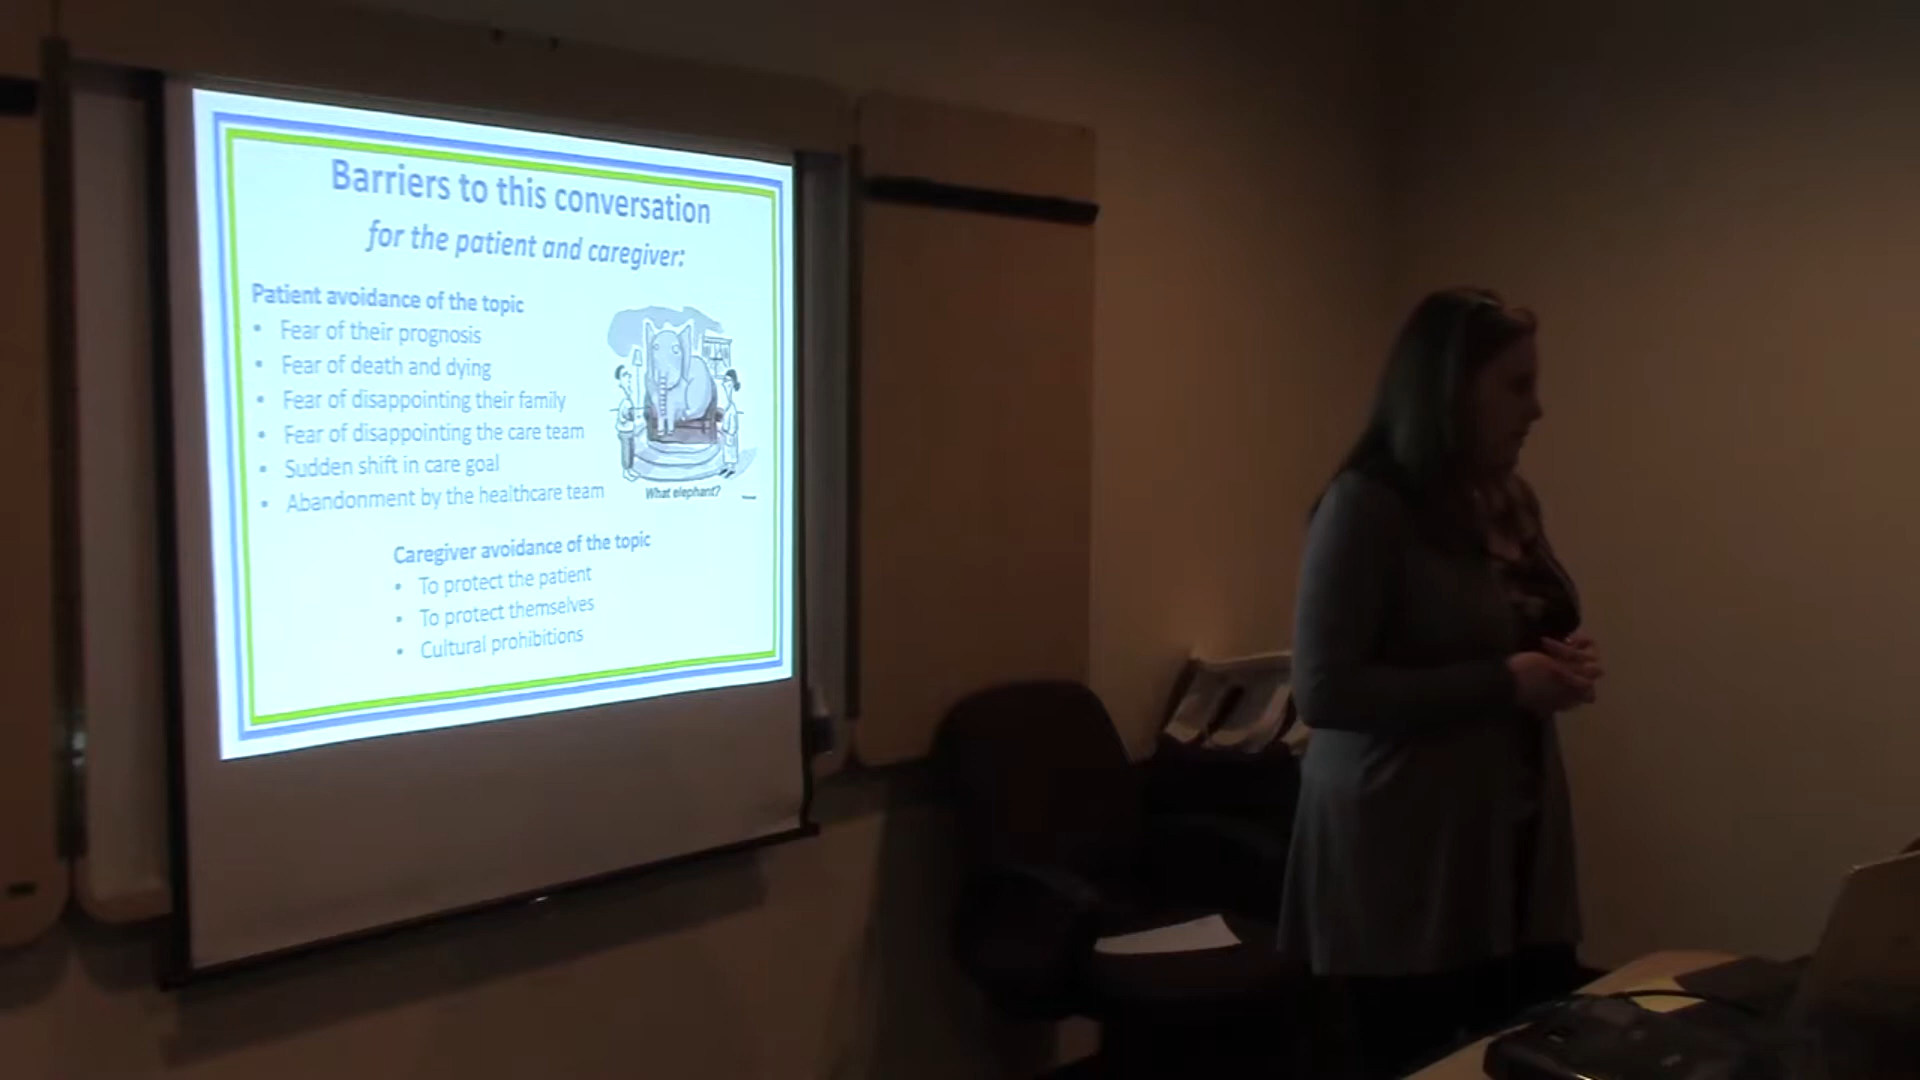 Barriers to this conversation
for the patient and caregiver:
Patient avoidance of the topic
• Fear of their prognosis
• Fear of death and dying
• Fear of disappointing their family
• Fear of disappointing the care team
• Sudden shift in care goal
• Abandonment by the healthcare team
What elephant?
Caregiver avoidance of the topic
• To protect the patient
• To protect themselves
• Cultural prohibitions